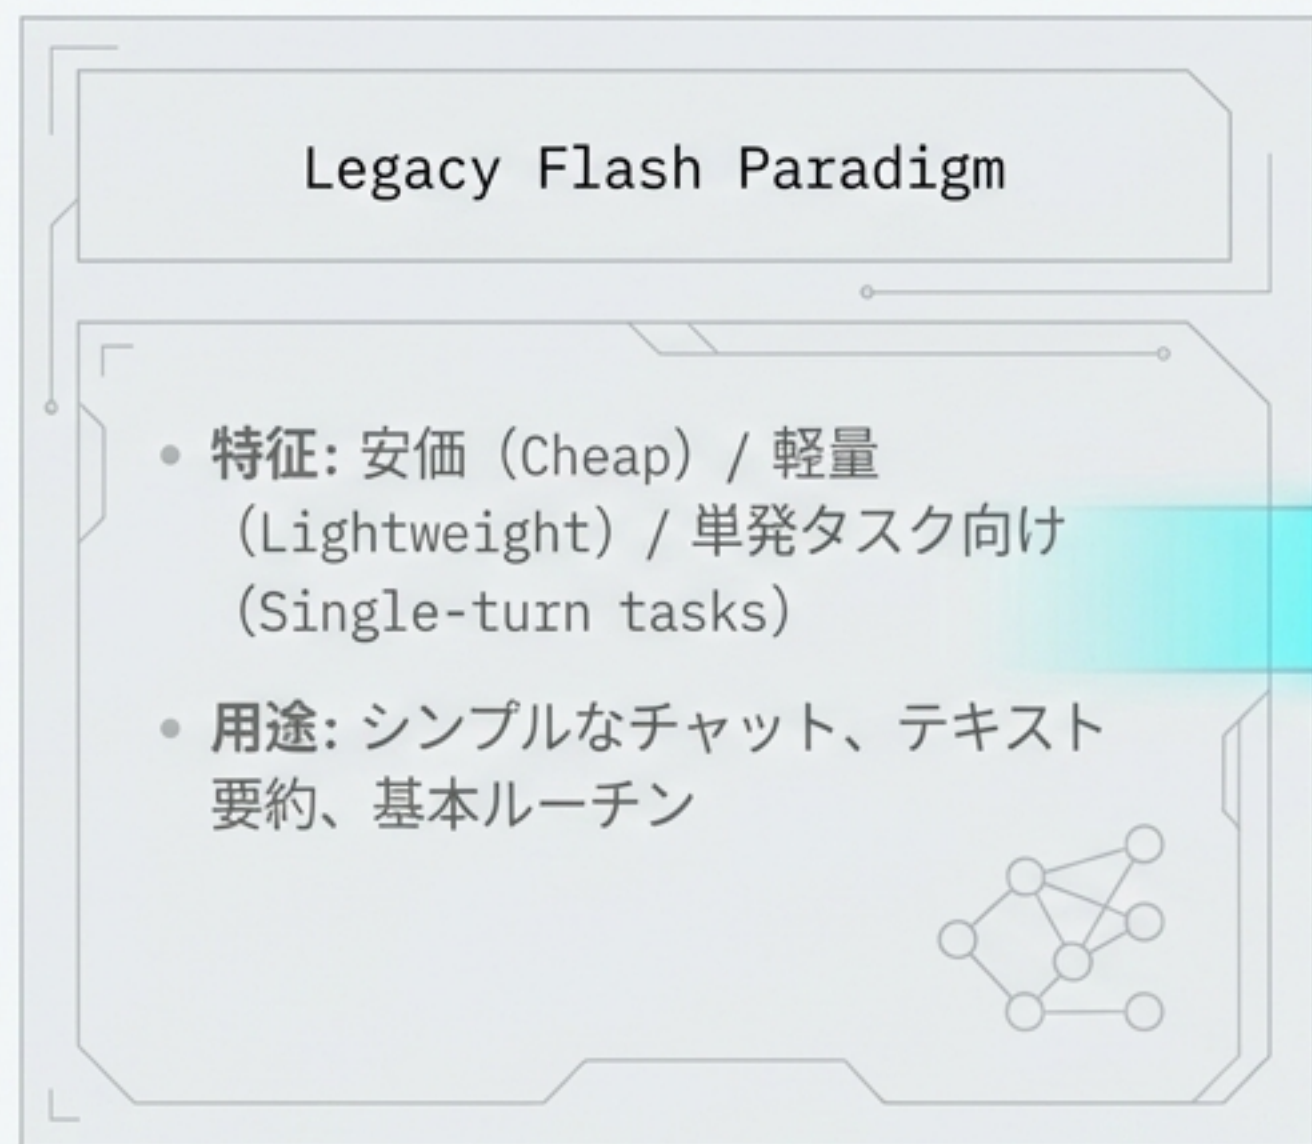 Legacy Flash Paradigm
• 特征: 安価（Cheap）/ 軽量
（Lightweight）/ 単発タスク向け
（Single-turn tasks）
• 用途: シンプルなチャット、テキスト
要約、基本ルーチン